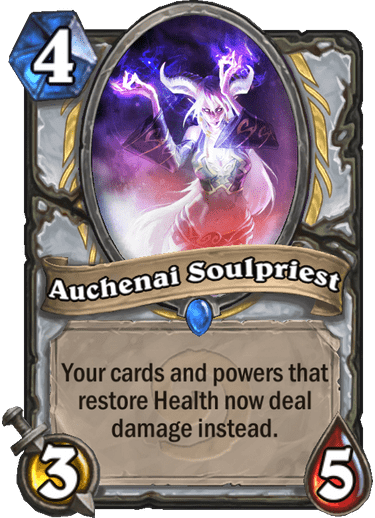 4
Auchenai Soulpriest
Your cards and powers that
restore Health now deal
damage instead.
3
5